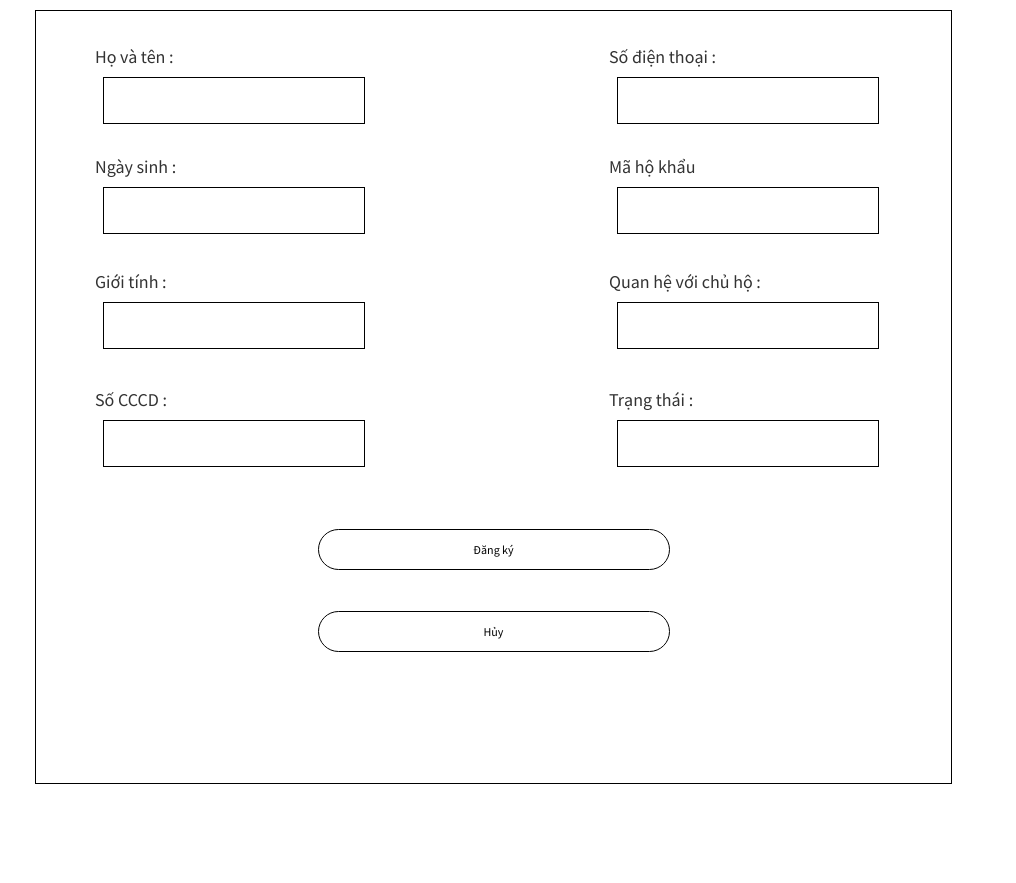 Họ và tên :
Số điện thoại :
Ngày sinh :
Mã hộ khẩu
Giới tính :
Quan hệ với chủ hộ :
Số CCCD :
Trạng thái :
Đăng ký
Hủy